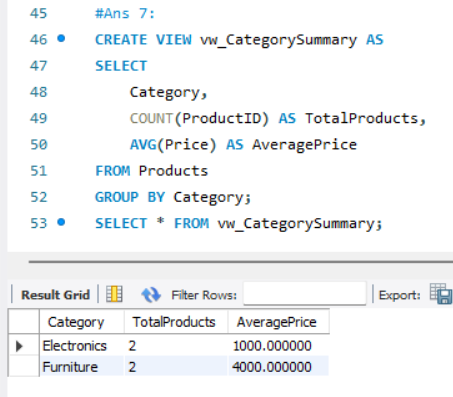 45 #Ans 7:
46 CREATE VIEW vw_CategorySummary AS
47 SELECT
48 Category,
49 COUNT(ProductID) AS TotalProducts,
50 AVG(Price) AS AveragePrice
51 FROM Products
52 GROUP BY Category;
53 SELECT * FROM vw_CategorySummary;
Result Grid Filter Rows: Export:
Category TotalProducts AveragePrice
Electronics 2 1000.000000
Furniture 2 4000.000000